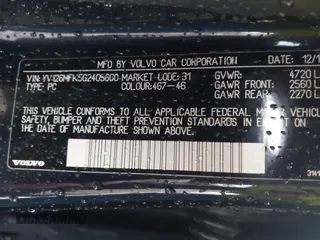 MFG BY VOLVO CAR CORPORATION. 12/1
VIN: YV126MFK5G2405600 MARKET CODE: 31 GVWR: 4720 L
TYPE: PC COLOUR:467-46 GAWR FRONT: 2560 L
GAWR REAR: 2270 L
THIS VEHICLE CONFORMS TO ALL APPLICABLE FEDERAL MOTOR VEHICLE
SAFETY, BUMPER AND THEFT PREVENTION STANDARDS IN EFFECT ON THE
DATE OF MANUFACTURE SHOWN ABOVE.
VOLVO
3141